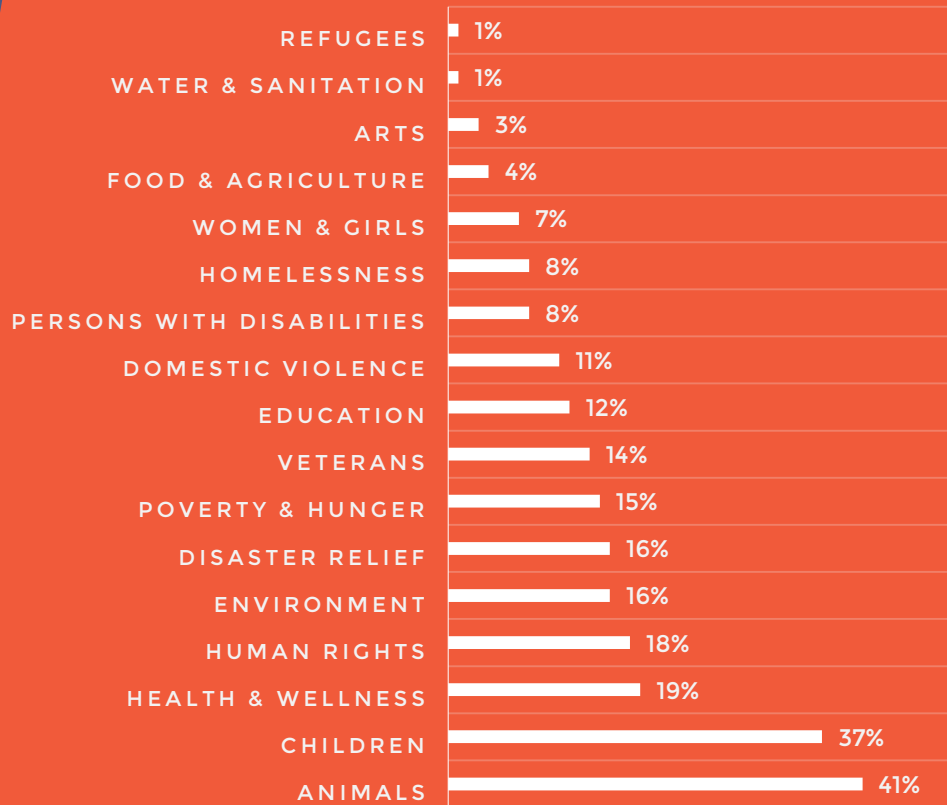 REFUGEES 1%
WATER & SANITATION 1%
ARTS 3%
FOOD & AGRICULTURE 4%
WOMEN & GIRLS 7%
HOMELESSNESS 8%
PERSONS WITH DISABILITIES 8%
DOMESTIC VIOLENCE 11%
EDUCATION 12%
VETERANS 14%
POVERTY & HUNGER 15%
DISASTER RELIEF 16%
ENVIRONMENT 16%
HUMAN RIGHTS 18%
HEALTH & WELLNESS 19%
CHILDREN 37%
ANIMALS 41%